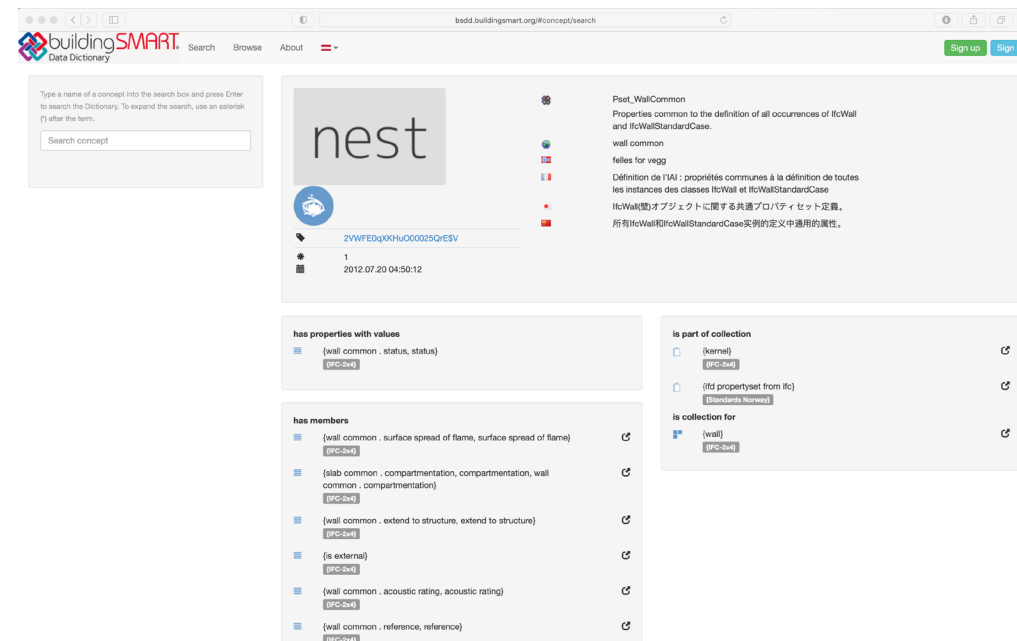 bsdd.buildingsmart.org/#concept/search
buildingSMART®
Data Dictionary
Search
Browse
About
Sign up
Sign
Type a name of a concept into the search box and press Enter
to search the Dictionary. To expand the search, use an asterisk
(*) after the term.
Search concept
nest
2VWFE0qXKHuO00025QrE$V
1
2012.07.20 04:50:12
Pset_WallCommon
Properties common to the definition of all occurrences of IfcWall
and IfcWallStandardCase.
wall common
felles for vegg
Définition de l'IAI : propriétés communes à la définition de toutes
les instances des classes IfcWall et IfcWallStandardCase
IfcWall(壁)オブジェクトに関する共通プロパティセット定義。
所有IfcWall和IfcWallStandardCase实例的定义中通用的属性。
has properties with values
{wall common . status, status}
{IFC-2x4}
has members
{wall common . surface spread of flame, surface spread of flame}
{IFC-2x4}
{slab common . compartmentation, compartmentation, wall
common . compartmentation}
{IFC-2x4}
{wall common . extend to structure, extend to structure}
{IFC-2x4}
{is external}
{IFC-2x4}
{wall common . acoustic rating, acoustic rating}
{IFC-2x4}
{wall common . reference, reference}
{IFC-2x4}
is part of collection
{kernel}
{IFC-2x4}
{ifd propertyset from ifc}
{Standards Norway}
is collection for
{wall}
{IFC-2x4}